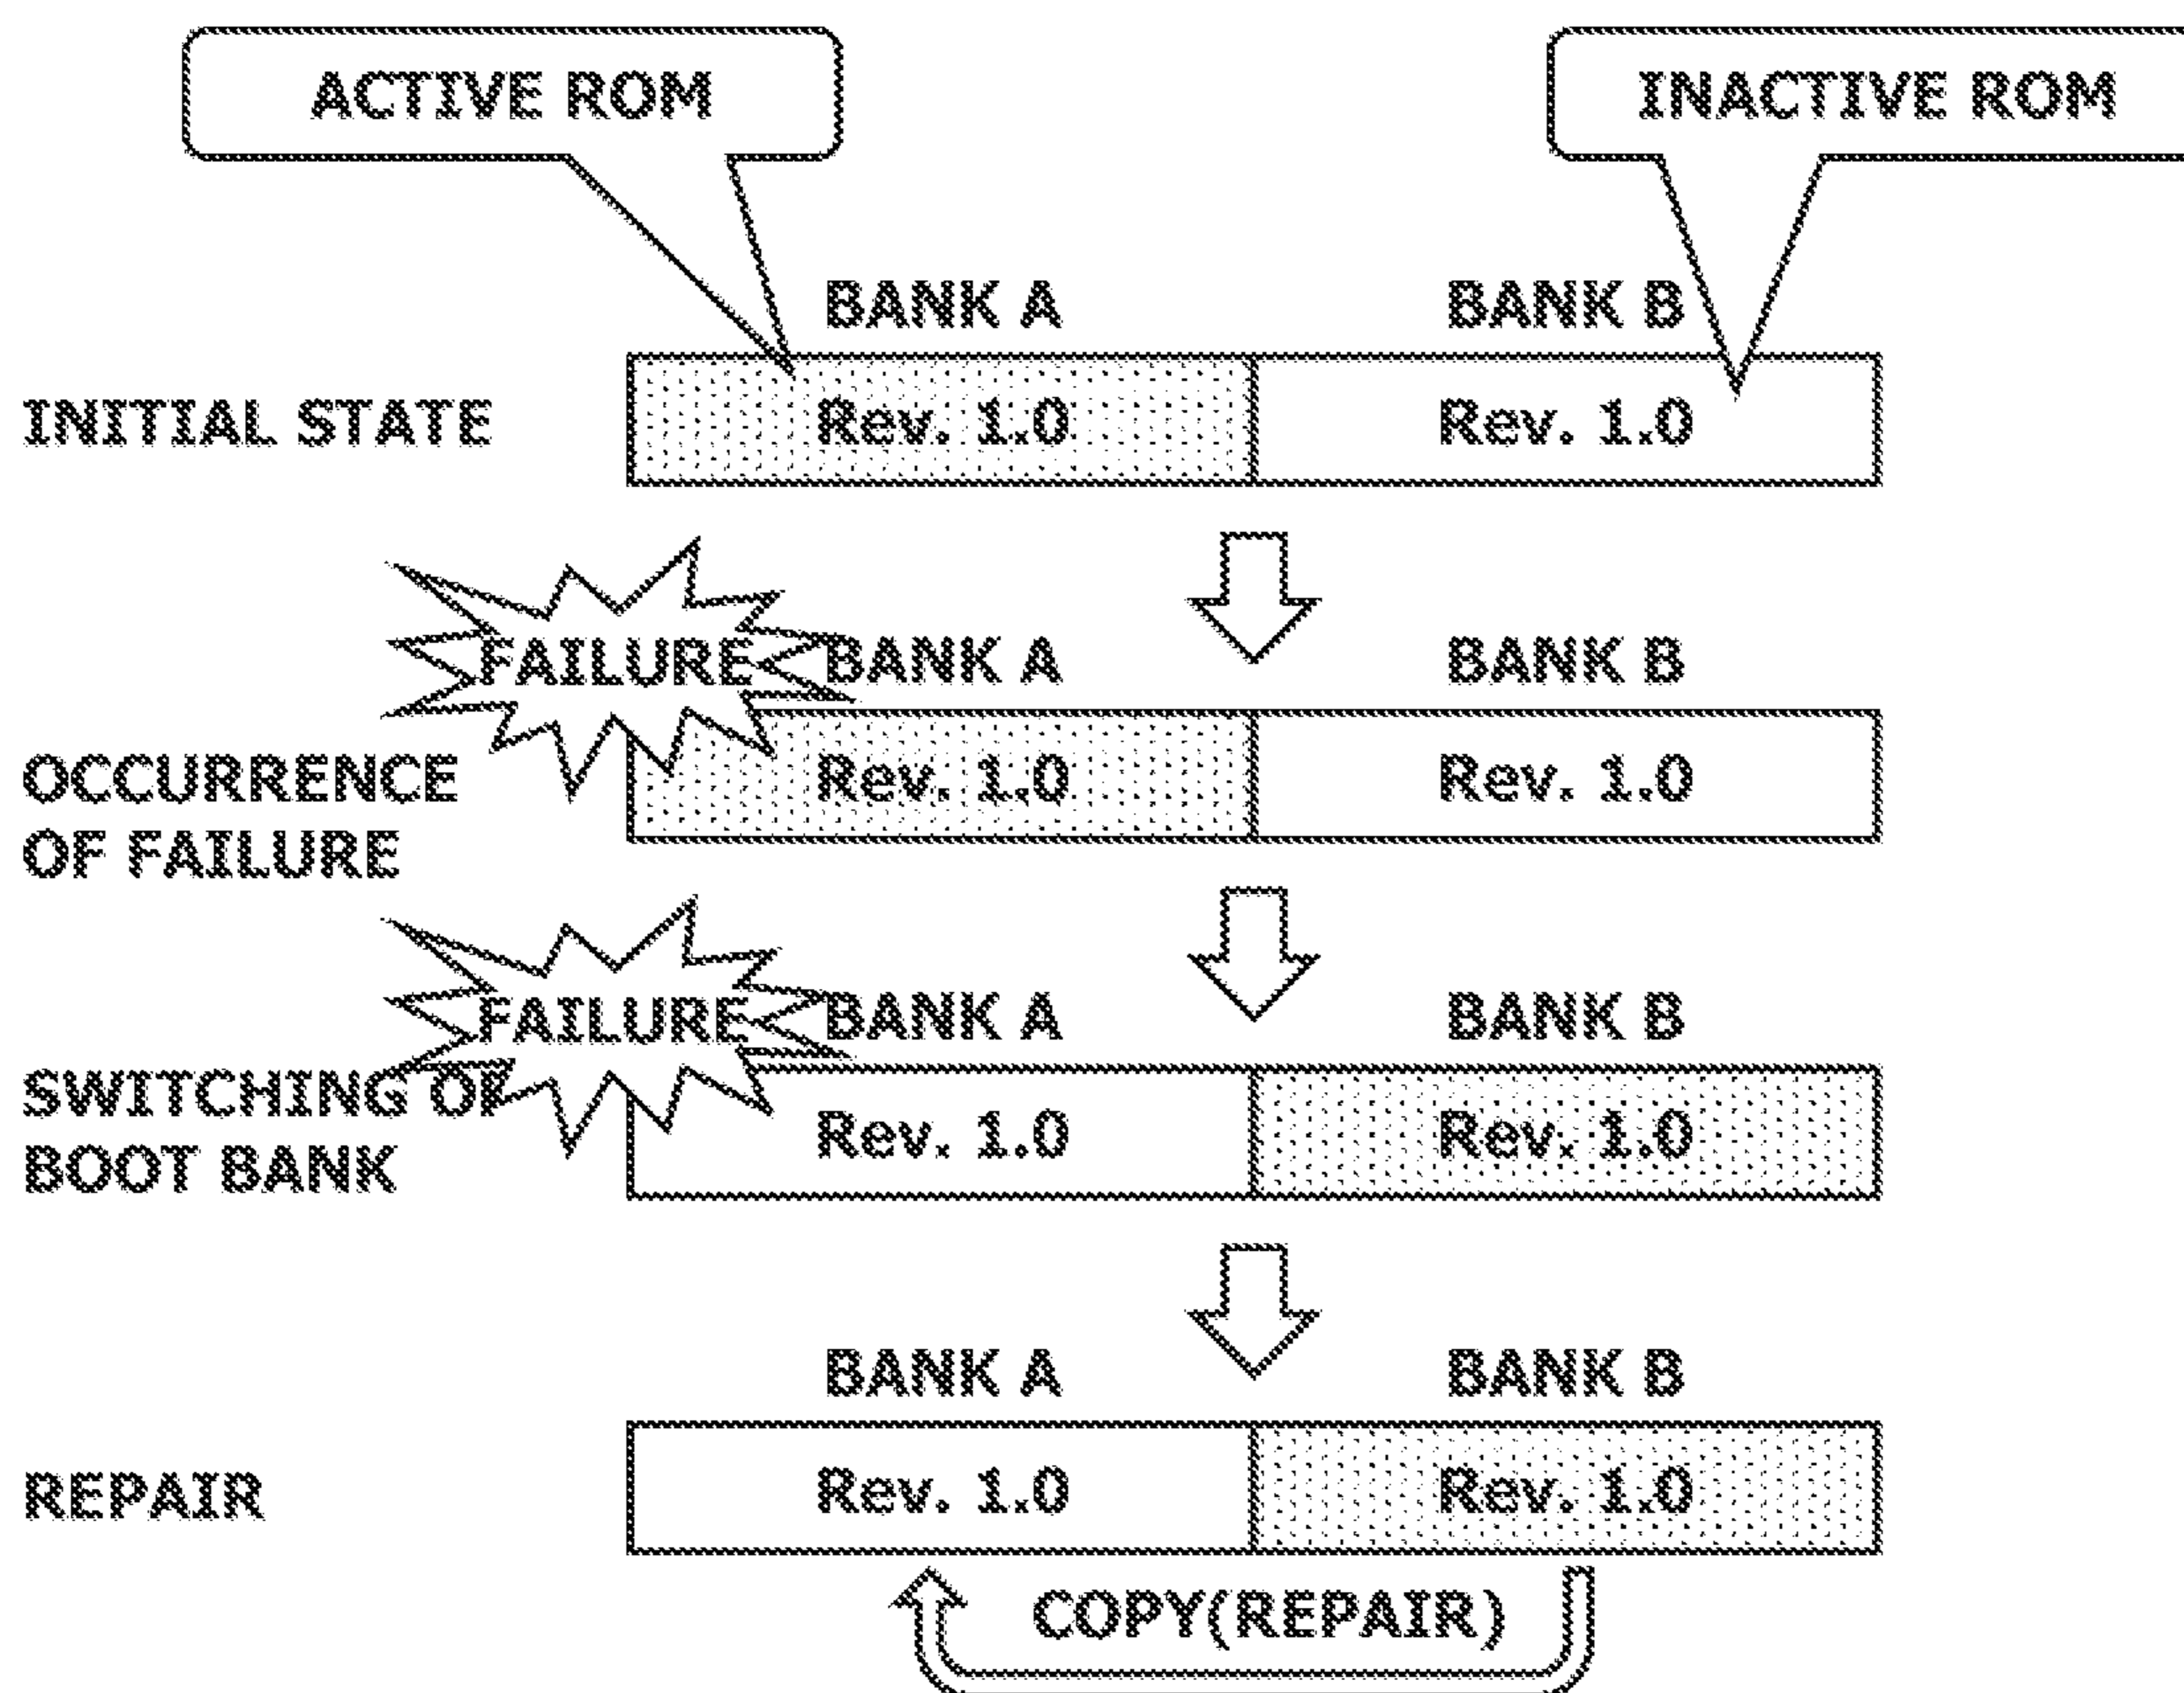 ACTIVE ROM
INACTIVE ROM
BANK A
BANK B
INITIAL STATE
Rev. 1.0
Rev. 1.0
FAILURE
BANK A
BANK B
OCCURRENCE
OF FAILURE
Rev. 1.0
Rev. 1.0
FAILURE
BANK A
BANK B
SWITCHING OF
BOOT BANK
Rev. 1.0
Rev. 1.0
BANK A
BANK B
REPAIR
Rev. 1.0
Rev. 1.0
COPY(REPAIR)